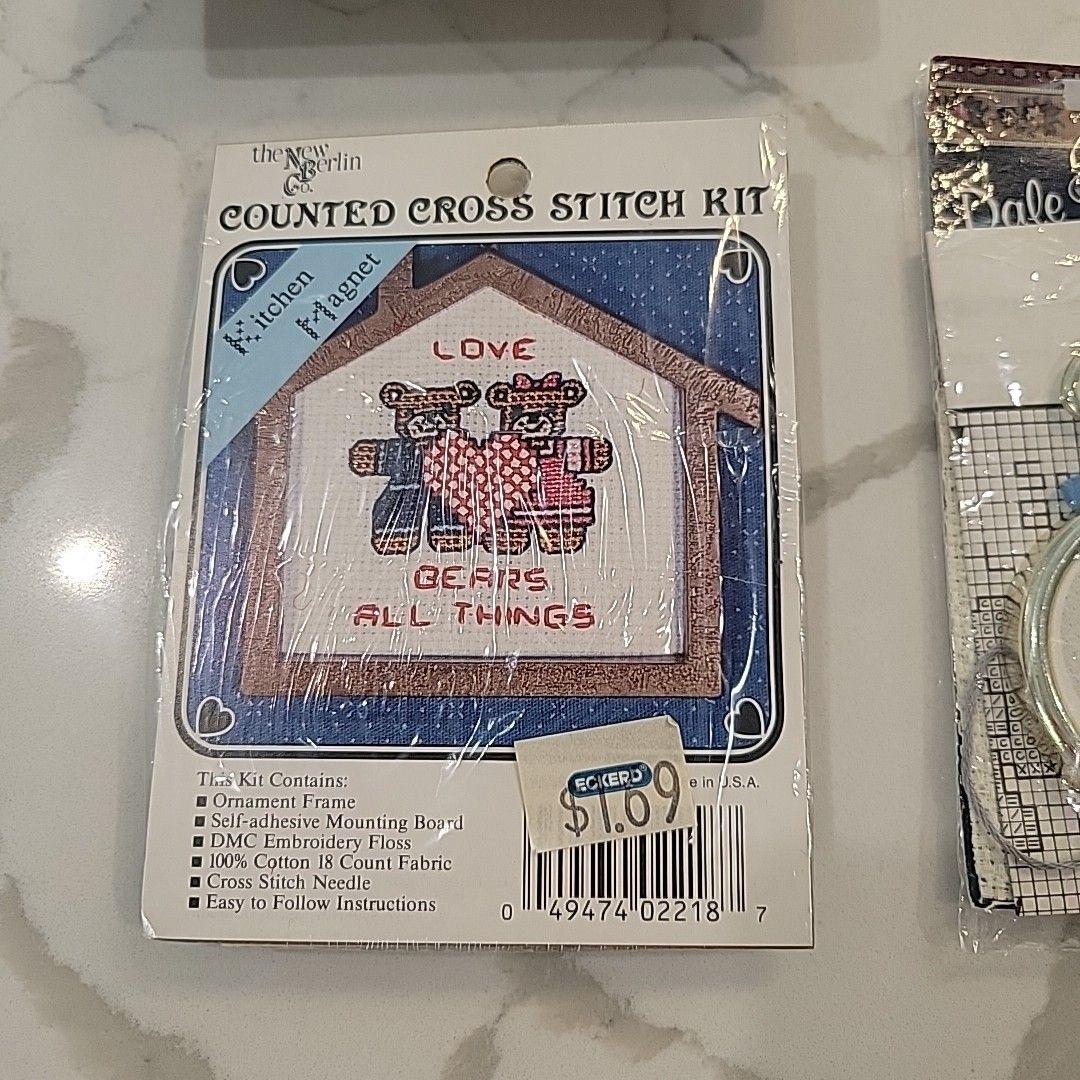 the New Berlin Co.
COUNTED CROSS STITCH KIT
Kitchen Magnet
LOVE
BEARS
ALL THINGS
This Kit Contains:
Ornament Frame
Self-adhesive Mounting Board
DMC Embroidery Floss
100% Cotton 18 Count Fabric
Cross Stitch Needle
Easy to Follow Instructions
e in U.S.A.
ECKERD
$1.69
0 49474 02218 7
Dale